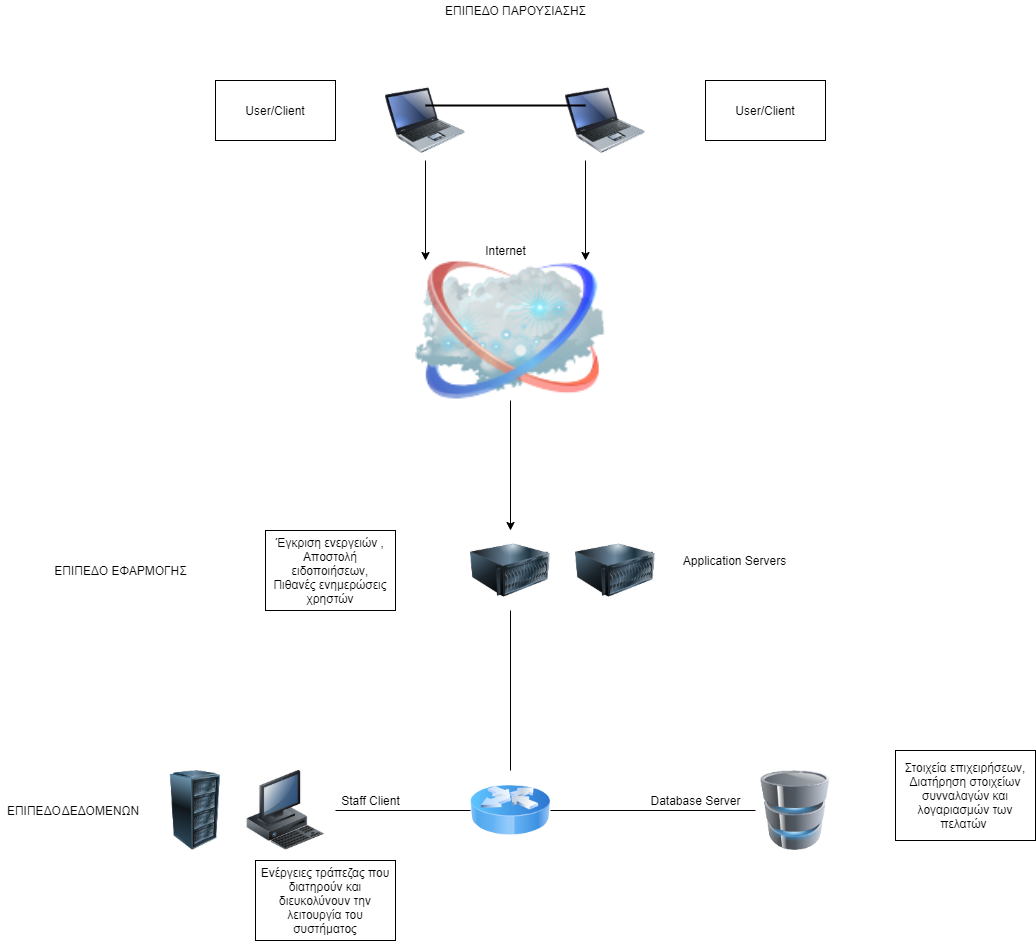 ΕΠΙΠΕΔΟ ΠΑΡΟΥΣΙΑΣΗΣ
User/Client
User/Client
Internet
Έγκριση ενεργειών ,
Αποστολή
ειδοποιήσεων,
Πιθανές ενημερώσεις
χρηστών
ΕΠΙΠΕΔΟ ΕΦΑΡΜΟΓΗΣ
Application Servers
ΕΠΙΠΕΔΟ ΔΕΔΟΜΕΝΩΝ
Staff Client
Database Server
Στοιχεία επιχειρήσεων,
Διατήρηση στοιχείων
συνναλαγών και
λογαριασμών των
πελατών
Ενέργειες τράπεζας που
διατηρούν και
διευκολύνουν την
λειτουργία του
συστήματος